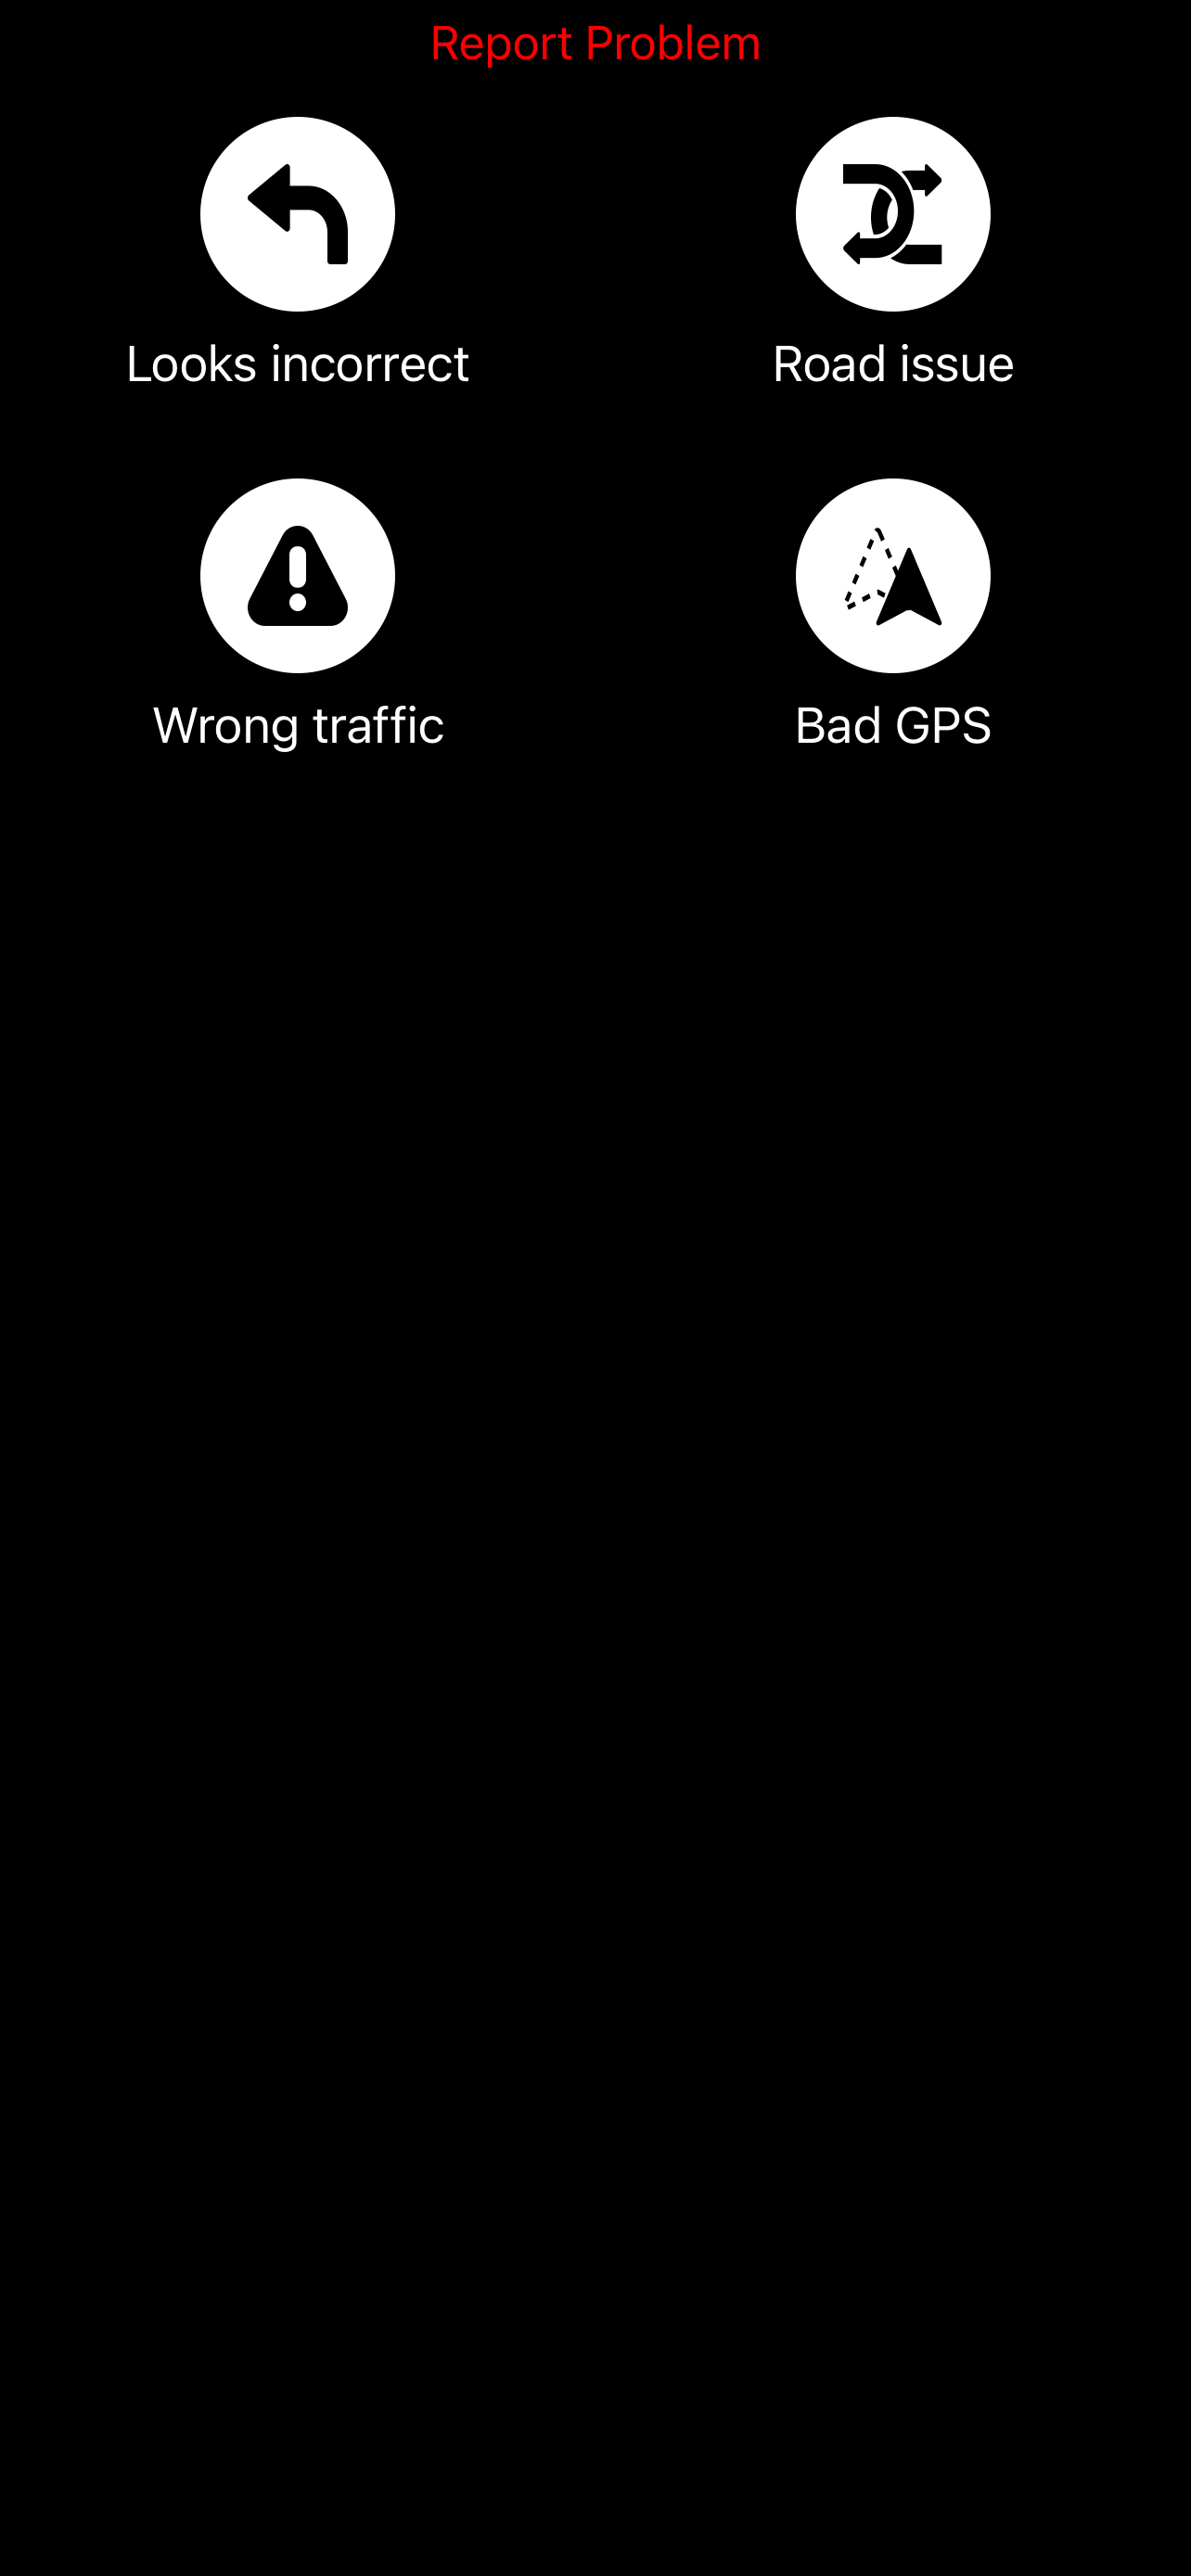 Report Problem
Looks incorrect
Road issue
Wrong traffic
Bad GPS